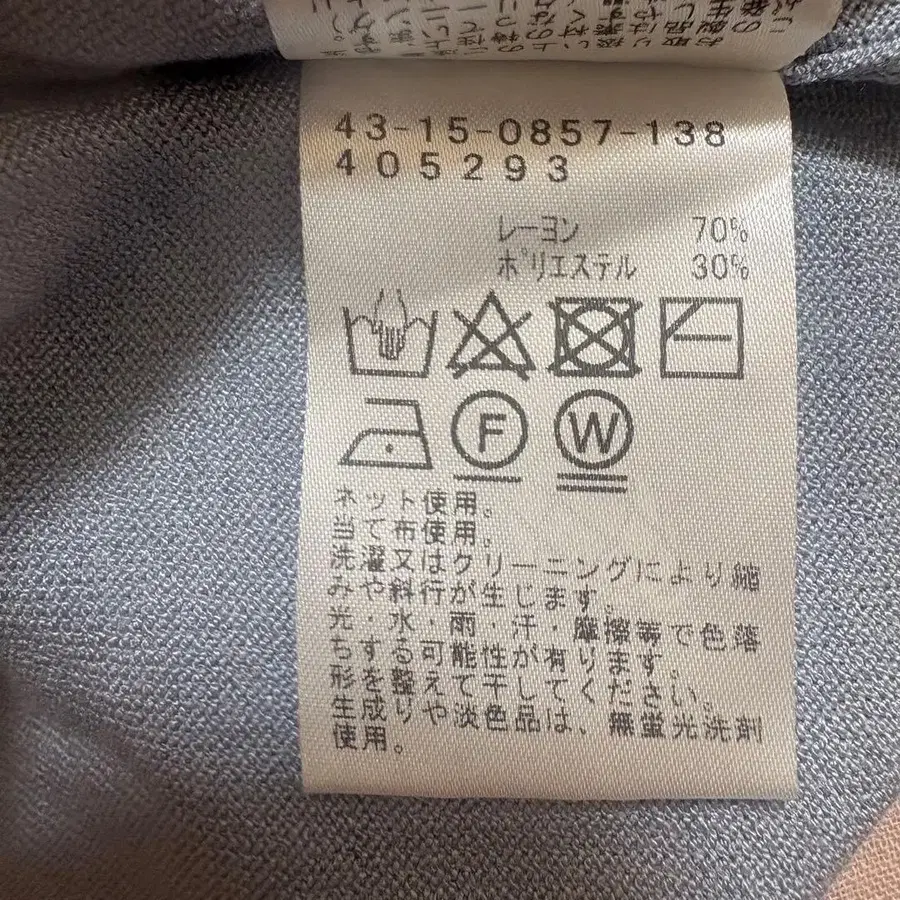 43-15-0857-138
405293
レーヨン 70%
ポリエステル 30%
F W
ネット使用。
当て布使用。
洗濯又はクリーニングにより縮
みや料行が生じます。
光・水・雨・汗・摩擦等で色落
ちする可能性が有ります。
形を整えて干してください。
生成りや淡色品は、無蛍光洗剤
使用。